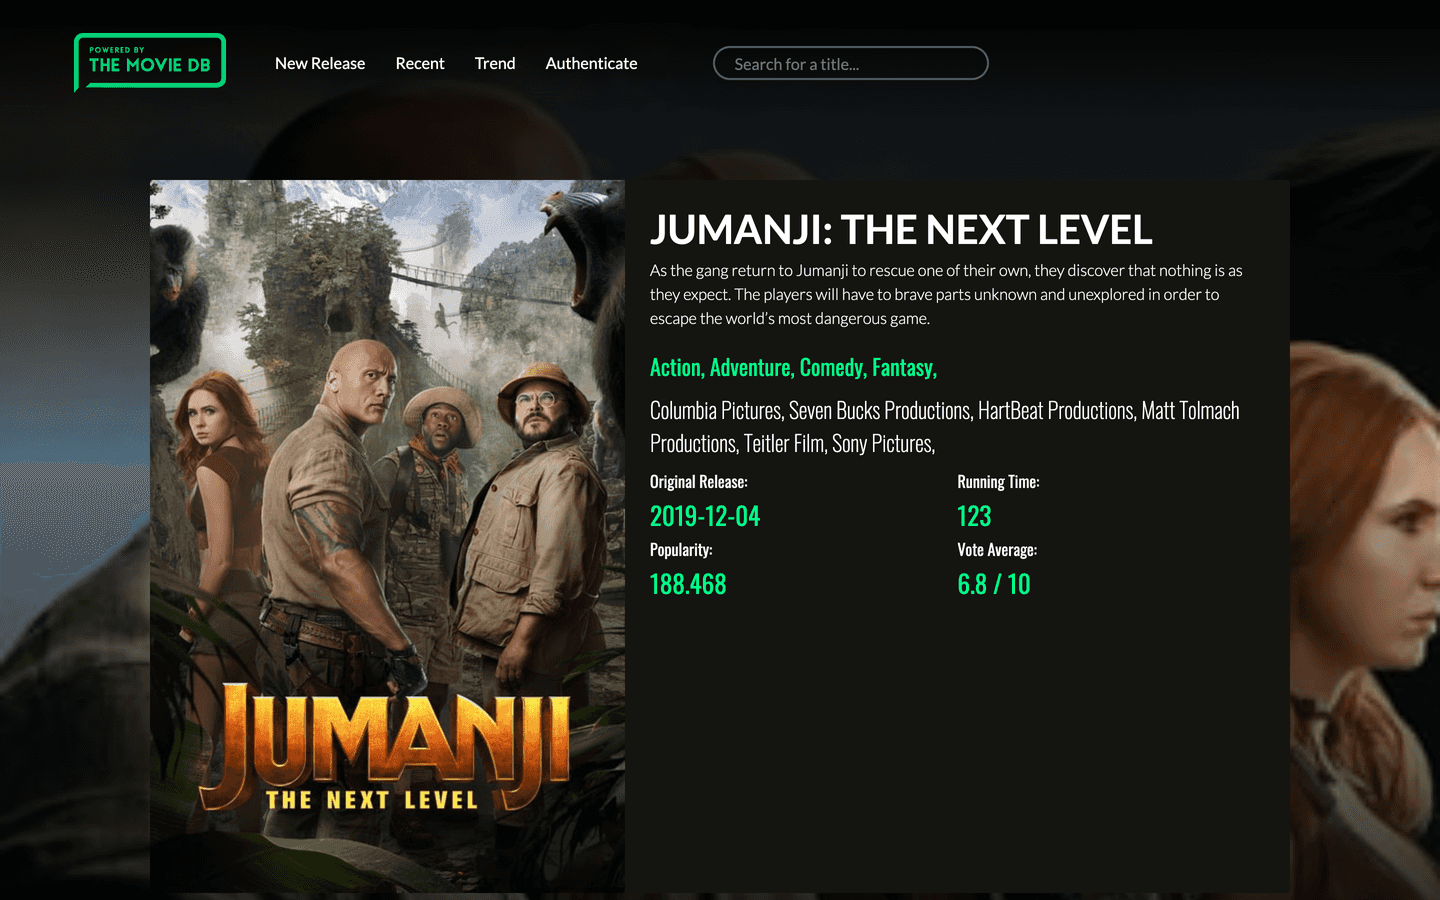 POWERED BY
THE MOVIE DB
New Release
Recent
Trend
Authenticate
Search for a title...
JUMANJI: THE NEXT LEVEL
As the gang return to Jumanji to rescue one of their own, they discover that nothing is as
they expect. The players will have to brave parts unknown and unexplored in order to
escape the world’s most dangerous game.
Action, Adventure, Comedy, Fantasy,
Columbia Pictures, Seven Bucks Productions, HartBeat Productions, Matt Tolmach
Productions, Teitler Film, Sony Pictures,
Original Release:
Running Time:
2019-12-04
123
Popularity:
Vote Average:
188.468
6.8 / 10
JUMANJI
THE NEXT LEVEL